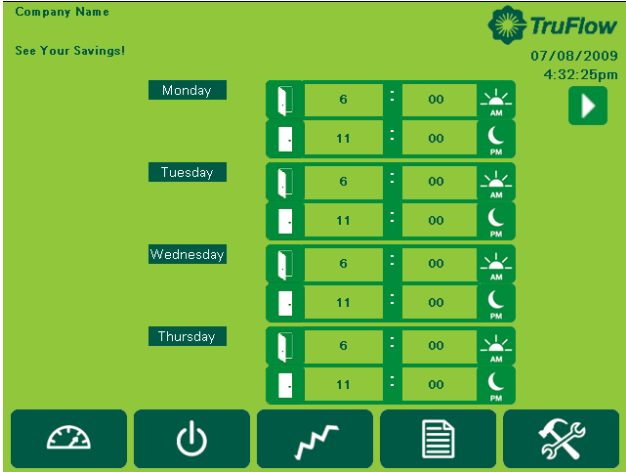 Company Name
TruFlow
See Your Savings!
07/08/2009
4:32:25pm
Monday
6 : 00 AM
11 : 00 PM
Tuesday
6 : 00 AM
11 : 00 PM
Wednesday
6 : 00 AM
11 : 00 PM
Thursday
6 : 00 AM
11 : 00 PM